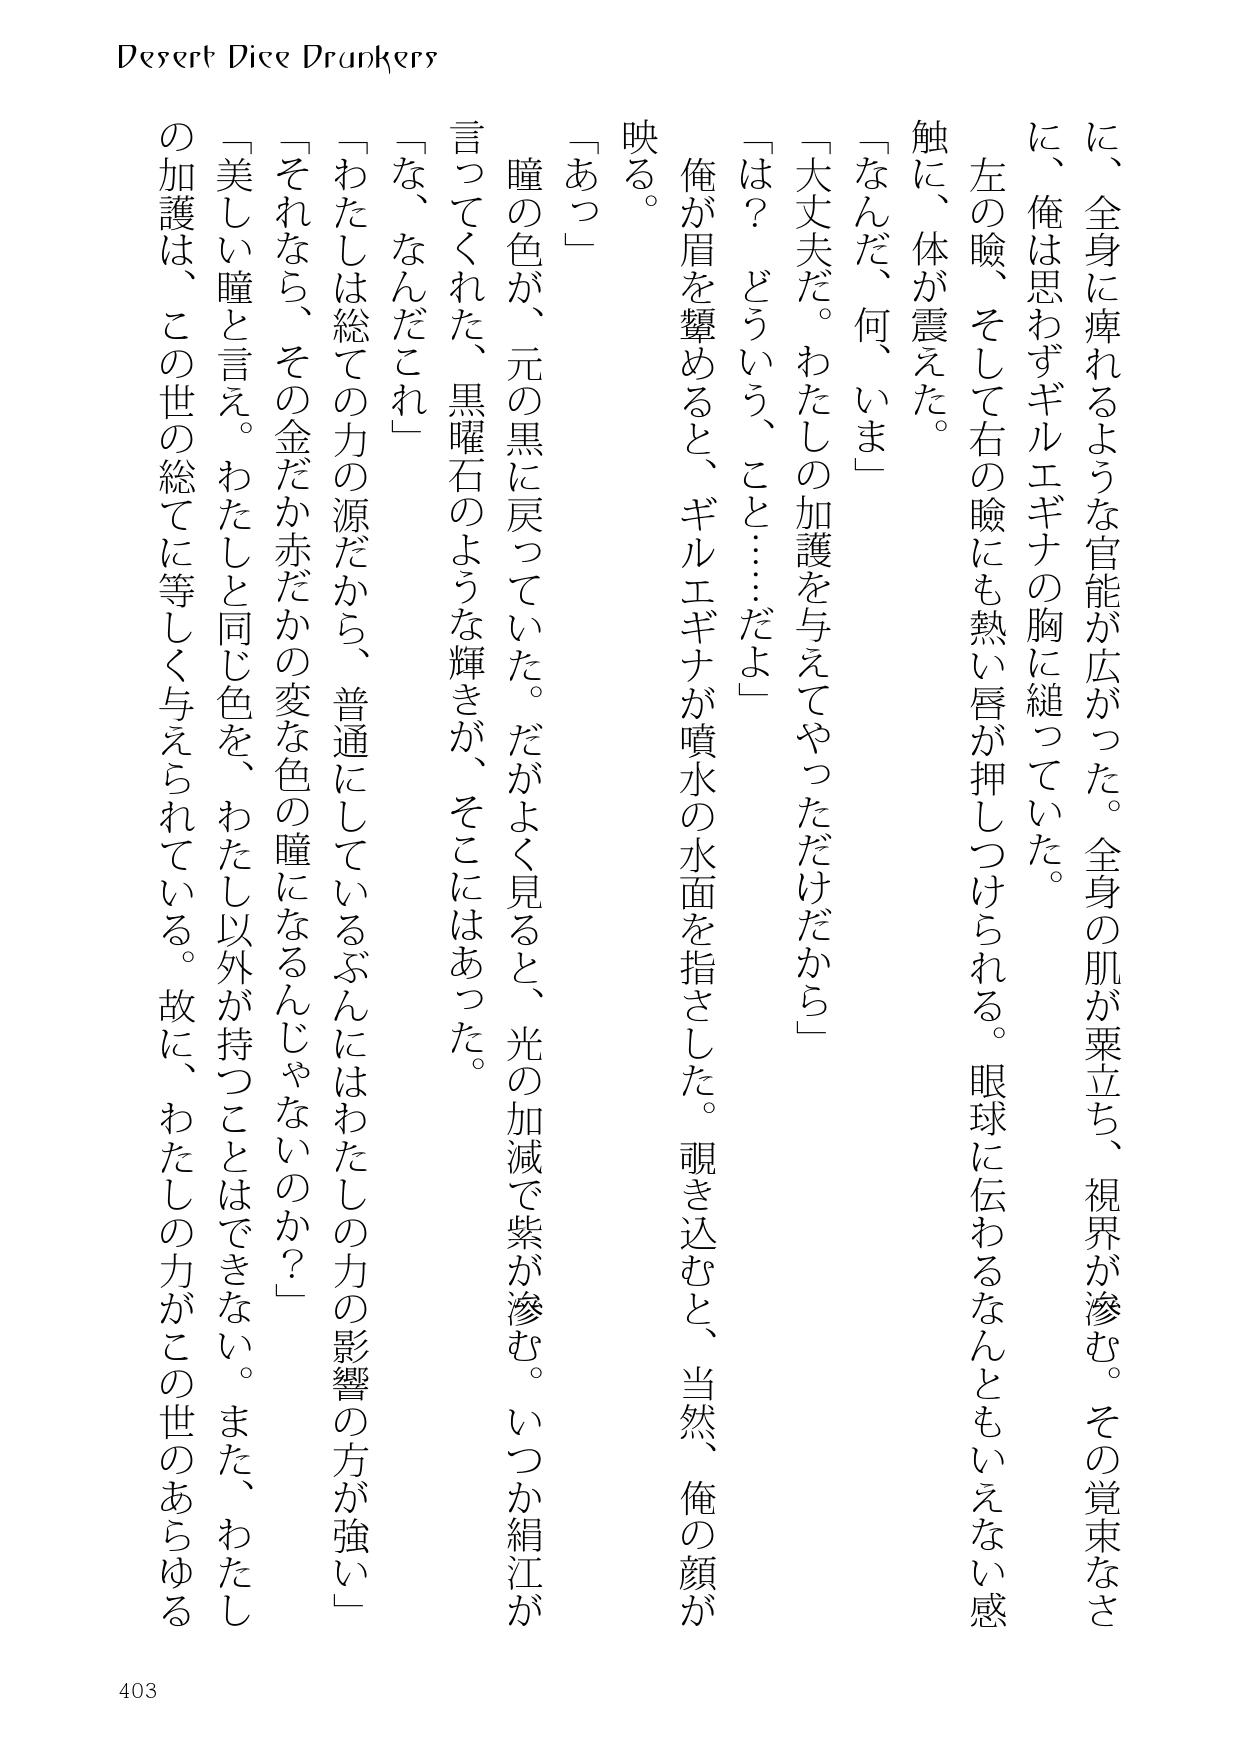 Desert Dice Drunkers
に、全身に痺れるような官能が広がった。全身の肌が粟立ち、視界が滲む。その覚束なさ
に、俺は思わずギルエギナの胸に縋っていた。
左の瞼、そして右の瞼にも熱い唇が押しつけられる。眼球に伝わるなんともいえない感
触に、体が震えた。
「なんだ、何、いま」
「大丈夫だ。わたしの加護を与えてやっただけだから」
「は？　どういう、こと……だよ」
俺が眉を顰めると、ギルエギナが噴水の水面を指さした。覗き込むと、当然、俺の顔が
映る。
「あっ」
瞳の色が、元の黒に戻っていた。だがよく見ると、光の加減で紫が滲む。いつか絹江が
言ってくれた、黒曜石のような輝きが、そこにはあった。
「な、なんだこれ」
「わたしは総ての力の源だから、普通にしているぶんにはわたしの力の影響の方が強い」
「それなら、その金だか赤だかの変な色の瞳になるんじゃないのか？」
「美しい瞳と言え。わたしと同じ色を、わたし以外が持つことはできない。また、わたし
の加護は、この世の総てに等しく与えられている。故に、わたしの力がこの世のあらゆる
403